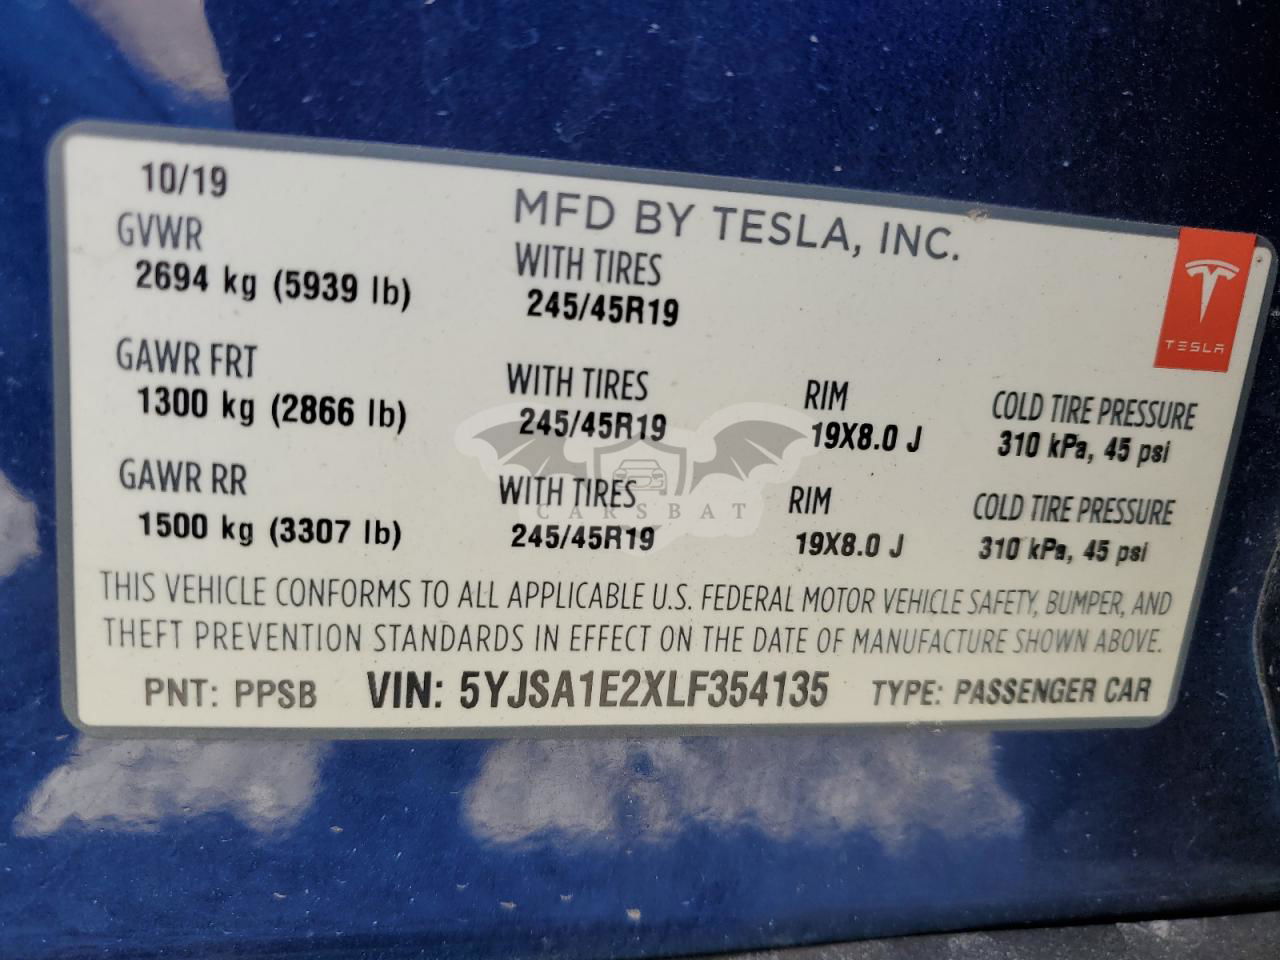 10/19
MFD BY TESLA, INC.
GVWR
WITH TIRES
2694 kg (5939 lb)
245/45R19
TESLA
GAWR FRT
WITH TIRES
RIM
COLD TIRE PRESSURE
1300 kg (2866 lb)
245/45R19
19X8.0 J
310 kPa, 45 psi
GAWR RR
WITH TIRES
RIM
COLD TIRE PRESSURE
CARSBAT
1500 kg (3307 lb)
245/45R19
19X8.0 J
310 kPa, 45 psi
THIS VEHICLE CONFORMS TO ALL APPLICABLE U.S. FEDERAL MOTOR VEHICLE SAFETY, BUMPER, AND
THEFT PREVENTION STANDARDS IN EFFECT ON THE DATE OF MANUFACTURE SHOWN ABOVE.
PNT: PPSB VIN: 5YJSA1E2XLF354135 TYPE: PASSENGER CAR